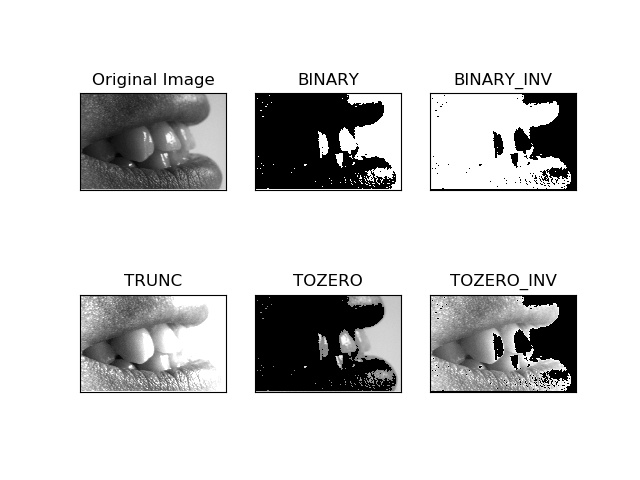 Original Image
BINARY
BINARY_INV
TRUNC
TOZERO
TOZERO_INV